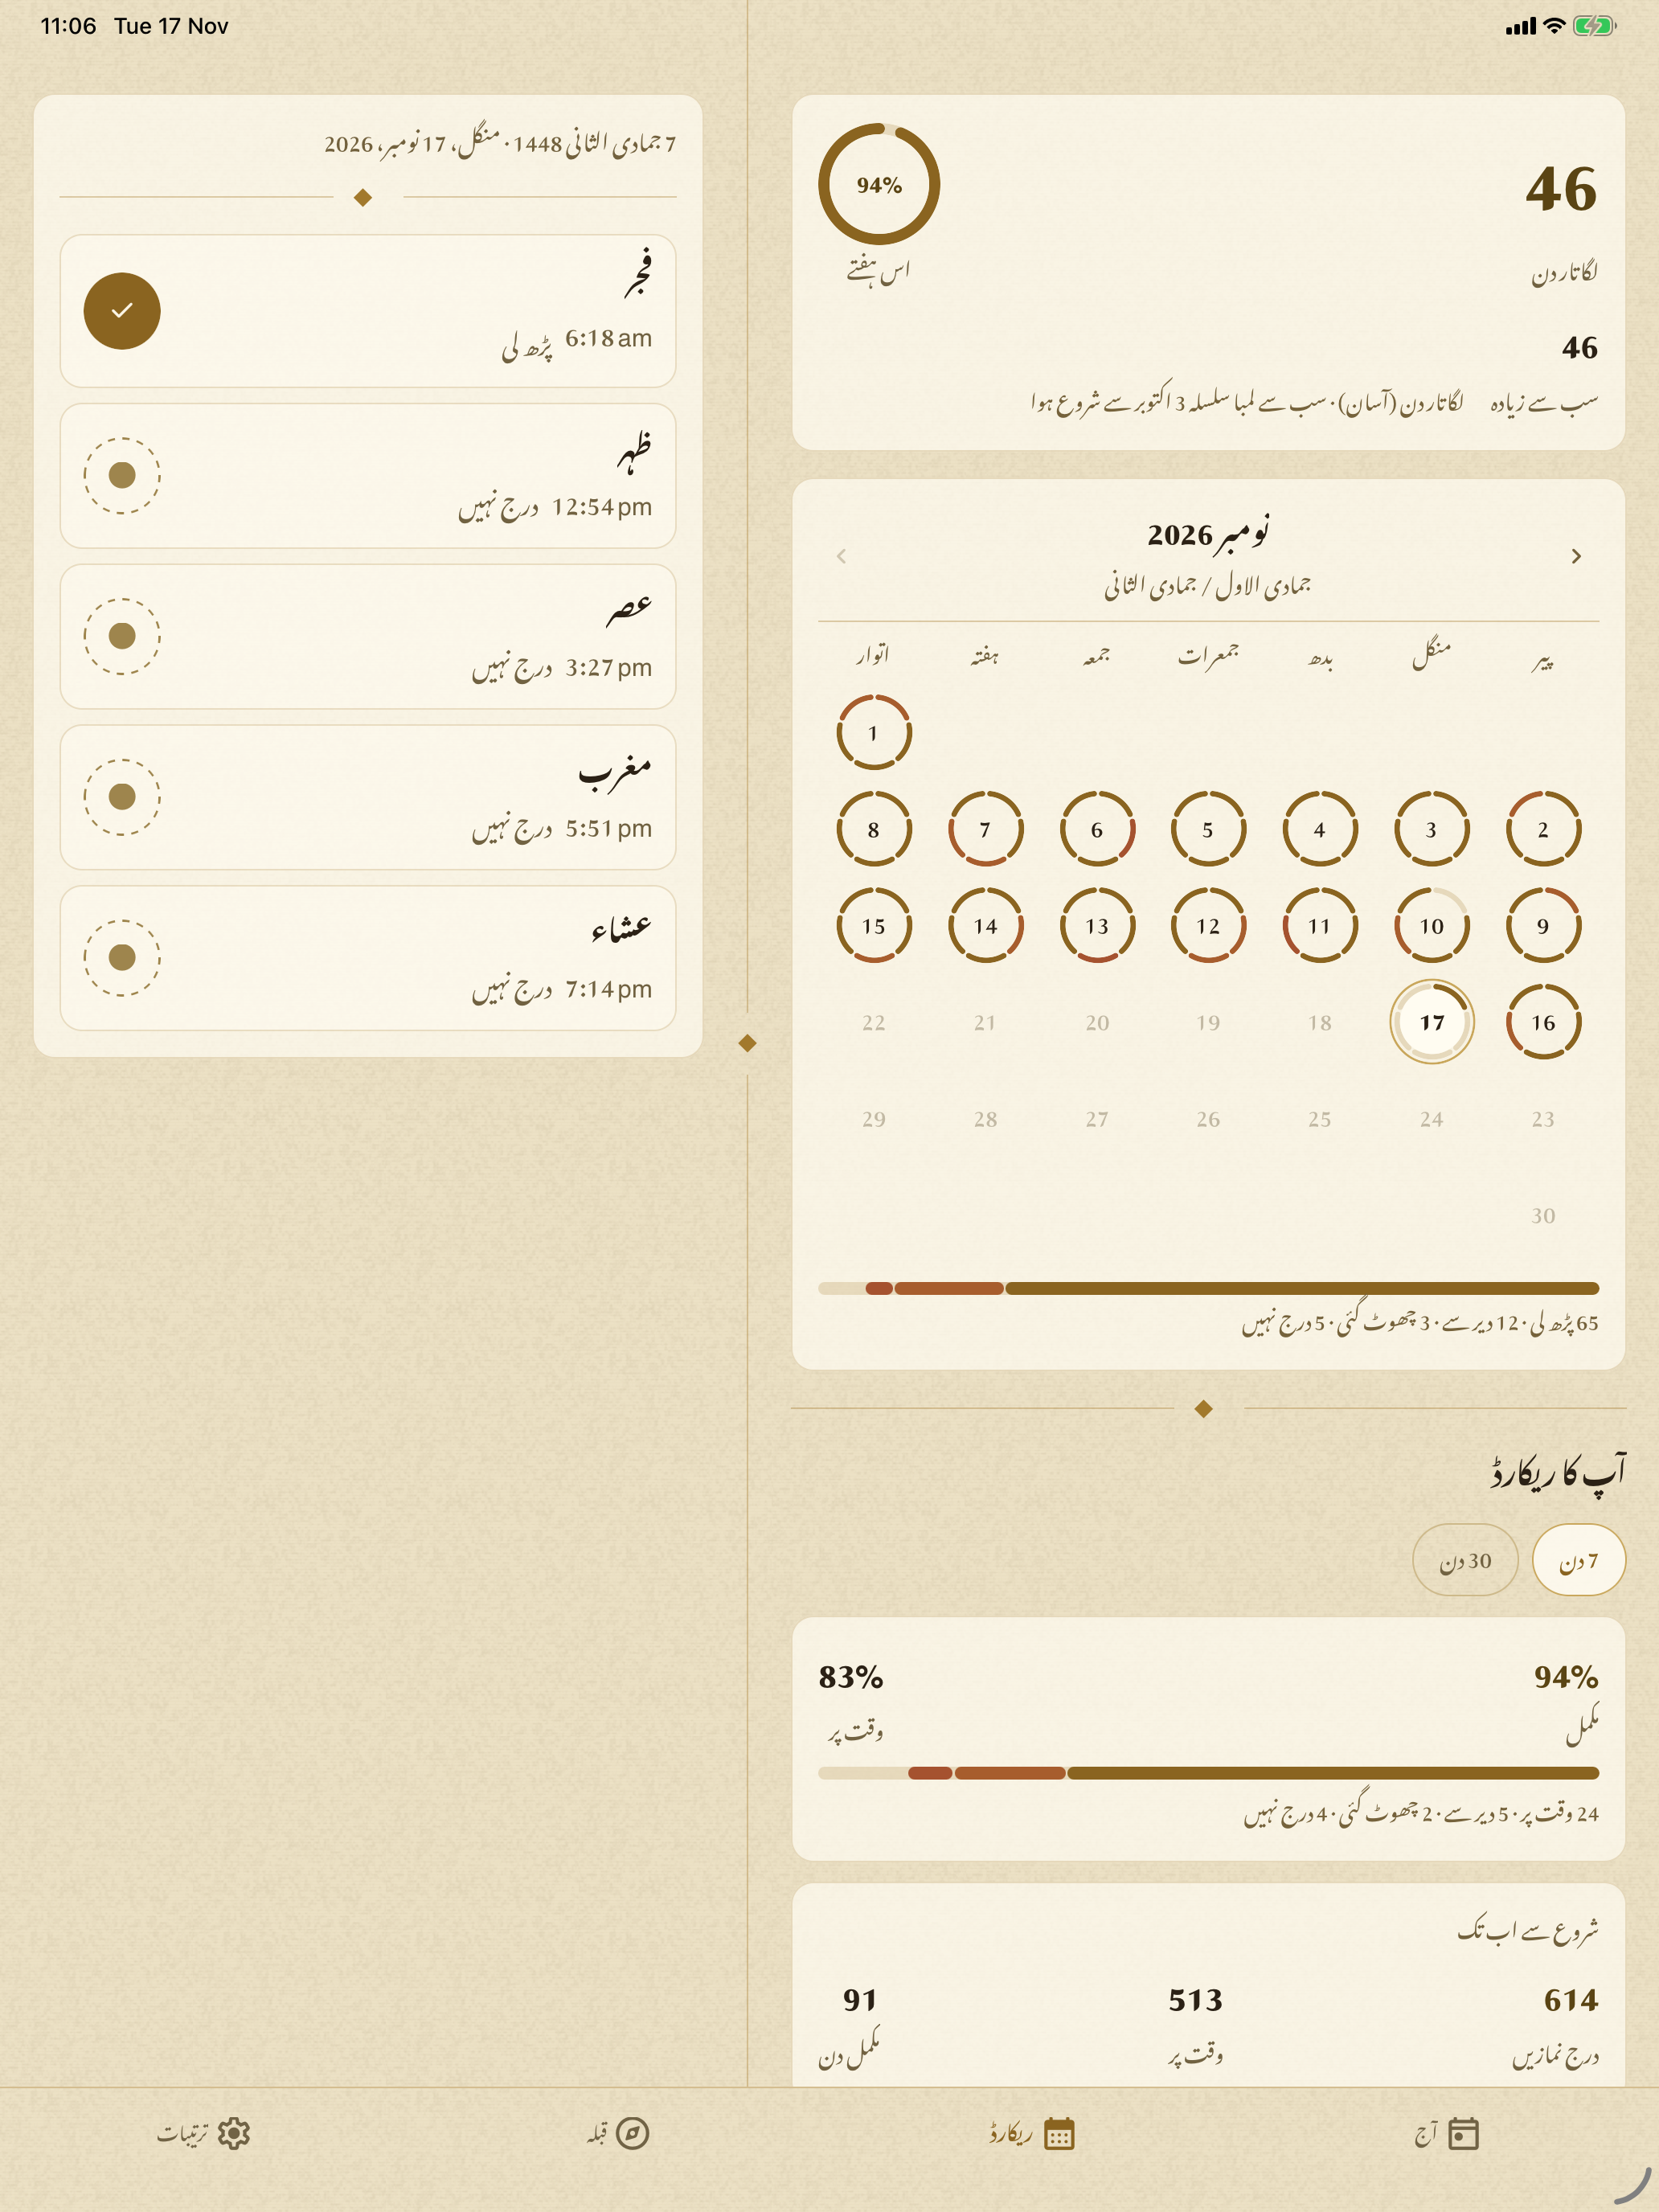 11:06 Tue 17 Nov
46
لگاتار دن
94%
اس ہفتے
46
سب سے زیادہ لگاتار دن (آسان) · سب سے لمبا سلسلہ 3 اکتوبر سے شروع ہوا
نومبر 2026
جمادی الاول / جمادی الثانی
پیر منگل بدھ جمعرات جمعہ ہفتہ اتوار
1
2 3 4 5 6 7 8
9 10 11 12 13 14 15
16 17 18 19 20 21 22
23 24 25 26 27 28 29
30
65 پڑھ لی · 12 دیر سے · 3 چھوٹ گئی · 5 درج نہیں
آپ کا ریکارڈ
7 دن 30 دن
94% 83%
مکمل وقت پر
24 وقت پر · 5 دیر سے · 2 چھوٹ گئی · 4 درج نہیں
شروع سے اب تک
614 513 91
درج نمازیں وقت پر مکمل دن
7 جمادی الثانی 1448 · منگل، 17 نومبر، 2026
فجر
6:18 am پڑھ لی
ظہر
12:54 pm درج نہیں
عصر
3:27 pm درج نہیں
مغرب
5:51 pm درج نہیں
عشاء
7:14 pm درج نہیں
آج ریکارڈ قبلہ ترتیبات